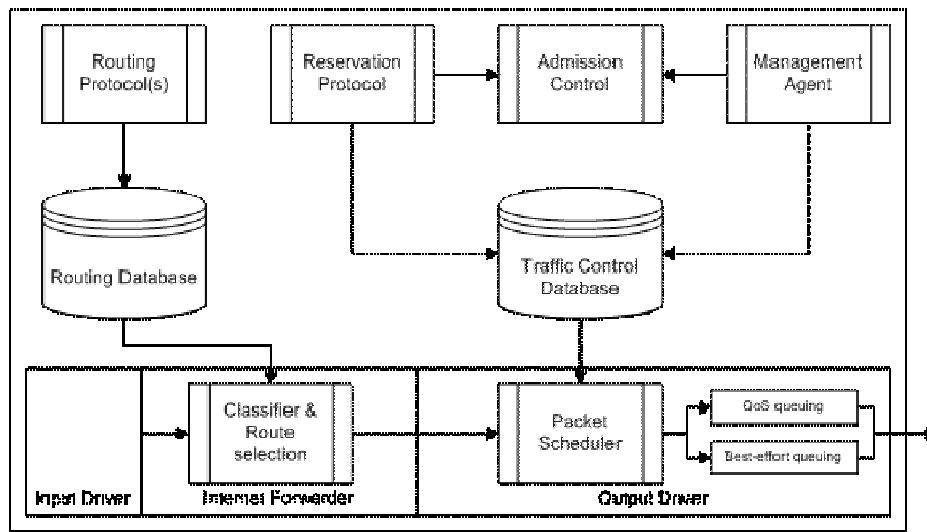 Routing
Protocol(s)
Reservation
Protocol
Admission
Control
Management
Agent
Routing Database
Traffic Control
Database
Classifier &
Route
selection
Packet
Scheduler
QoS queuing
Best-effort queuing
Input Driver
Internet Forwarder
Output Driver